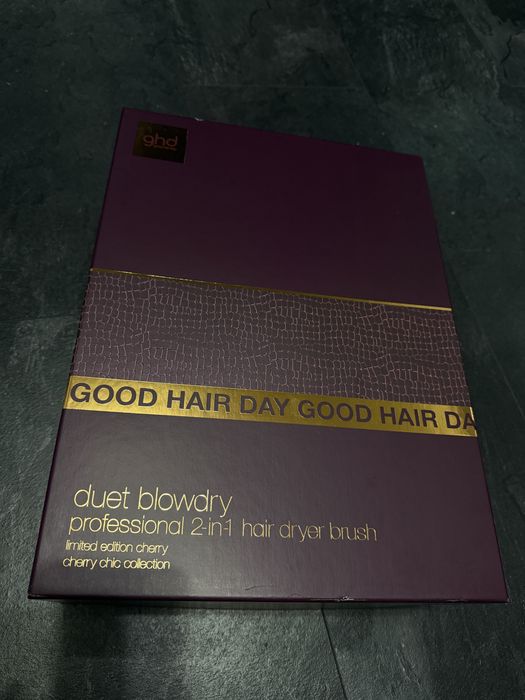 ghd
GOOD HAIR DAY GOOD HAIR DA
duet blowdry
professional 2-in-1 hair dryer brush
limited edition cherry
cherry chic collection